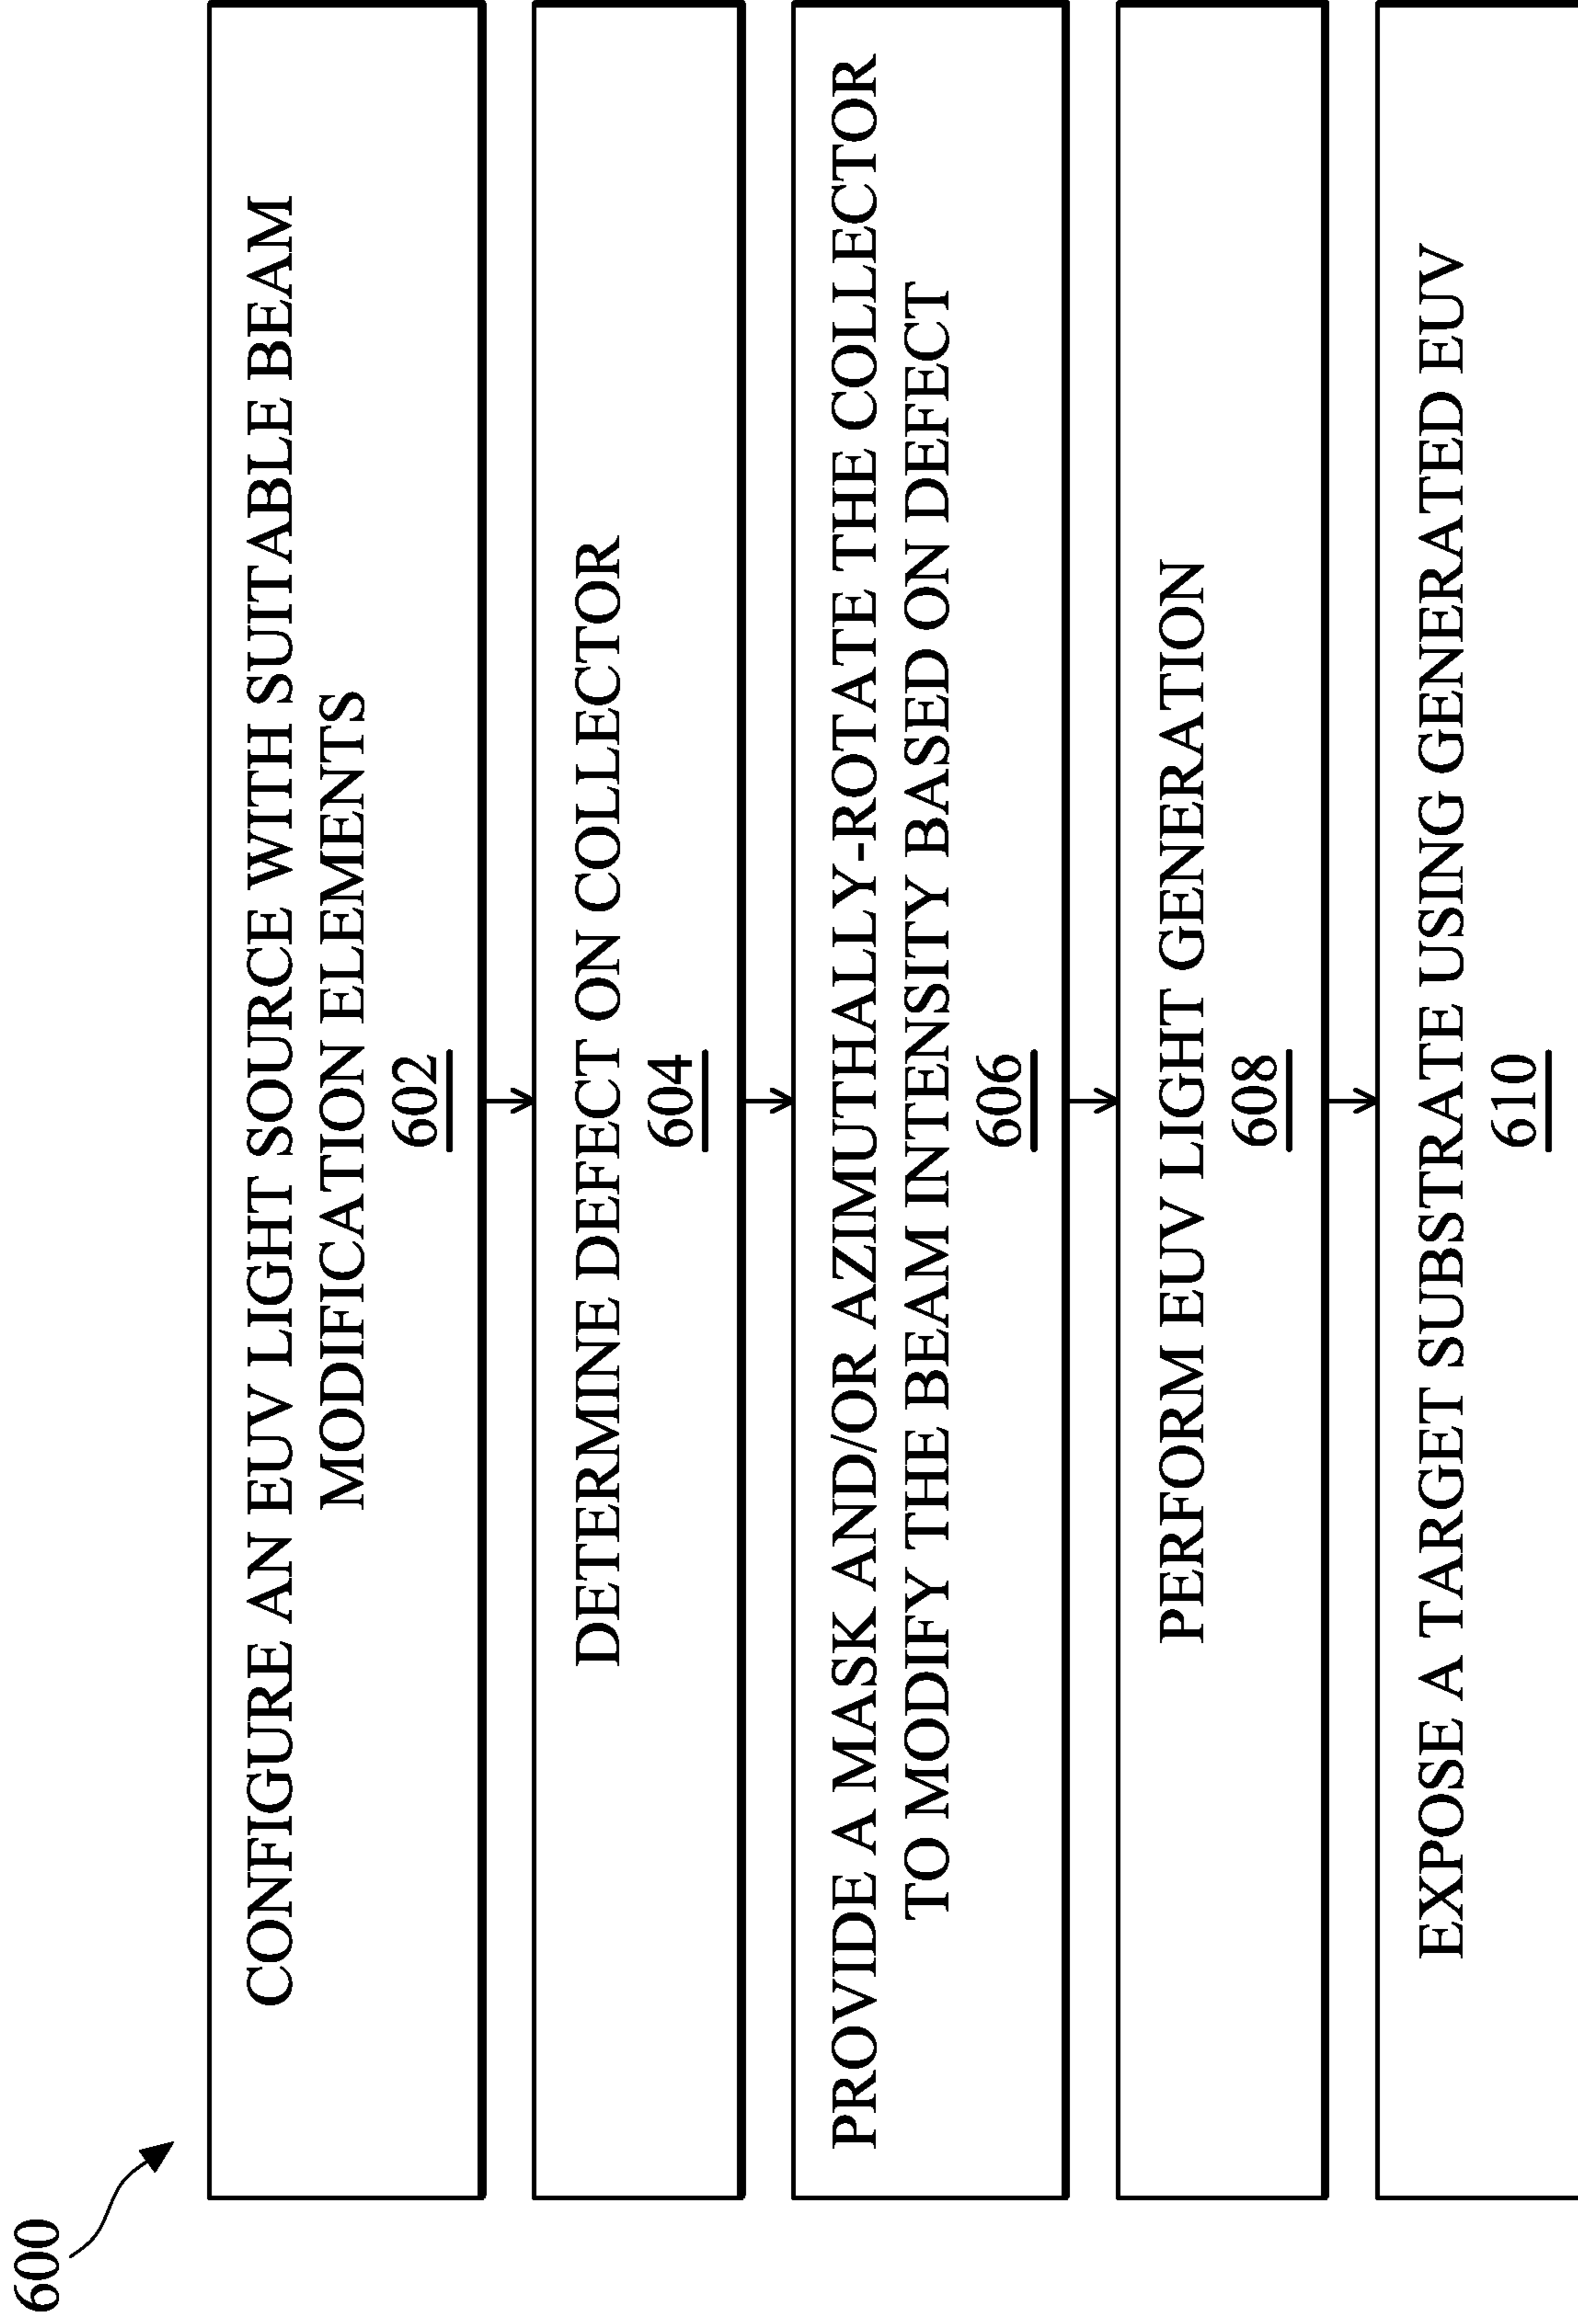 600
CONFIGURE AN EUV LIGHT SOURCE WITH SUITABLE BEAM
MODIFICATION ELEMENTS
602
DETERMINE DEFECT ON COLLECTOR
604
PROVIDE A MASK AND/OR AZIMUTHALLY-ROTATE THE COLLECTOR
TO MODIFY THE BEAM INTENSITY BASED ON DEFECT
606
PERFORM EUV LIGHT GENERATION
608
EXPOSE A TARGET SUBSTRATE USING GENERATED EUV
610